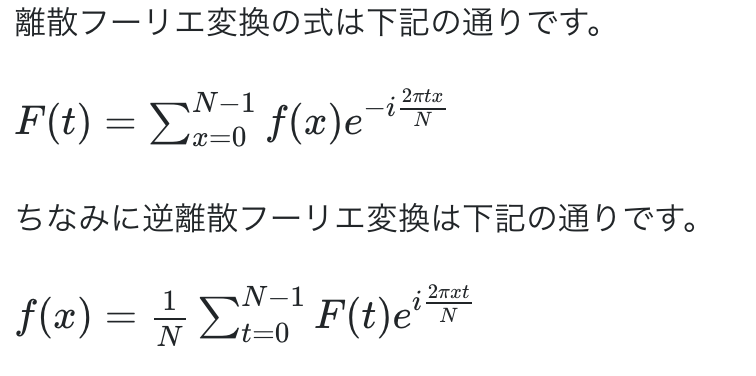 離散フーリエ変換の式は下記の通りです。
F(t) = \sum_{x=0}^{N-1} f(x)e^{-i\frac{2πtx}{N}}
ちなみに逆離散フーリエ変換は下記の通りです。
f(x) = \frac{1}{N} \sum_{t=0}^{N-1} F(t)e^{i\frac{2πxt}{N}}